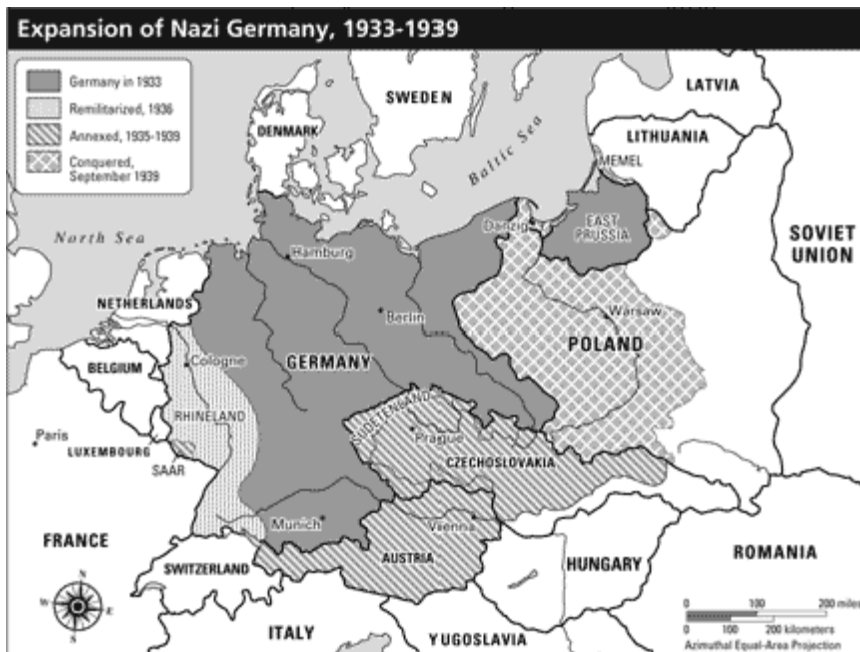 Expansion of Nazi Germany, 1933-1939
Germany in 1933
Remilitarized, 1936
Annexed, 1935-1939
Conquered,
September 1939
SWEDEN
LATVIA
DENMARK
LITHUANIA
Baltic Sea
MEMEL
North Sea
Danzig
EAST
PRUSSIA
SOVIET
UNION
Hamburg
NETHERLANDS
Berlin
Warsaw
POLAND
BELGIUM
Cologne
GERMANY
RHINELAND
SUDETENLAND
Paris
Prague
LUXEMBOURG
CZECHOSLOVAKIA
SAAR
Munich
Vienna
FRANCE
AUSTRIA
SWITZERLAND
HUNGARY
ROMANIA
N
W
E
S
ITALY
YUGOSLAVIA
0 100 200 miles
0 100 200 kilometers
Azimuthal Equal-Area Projection